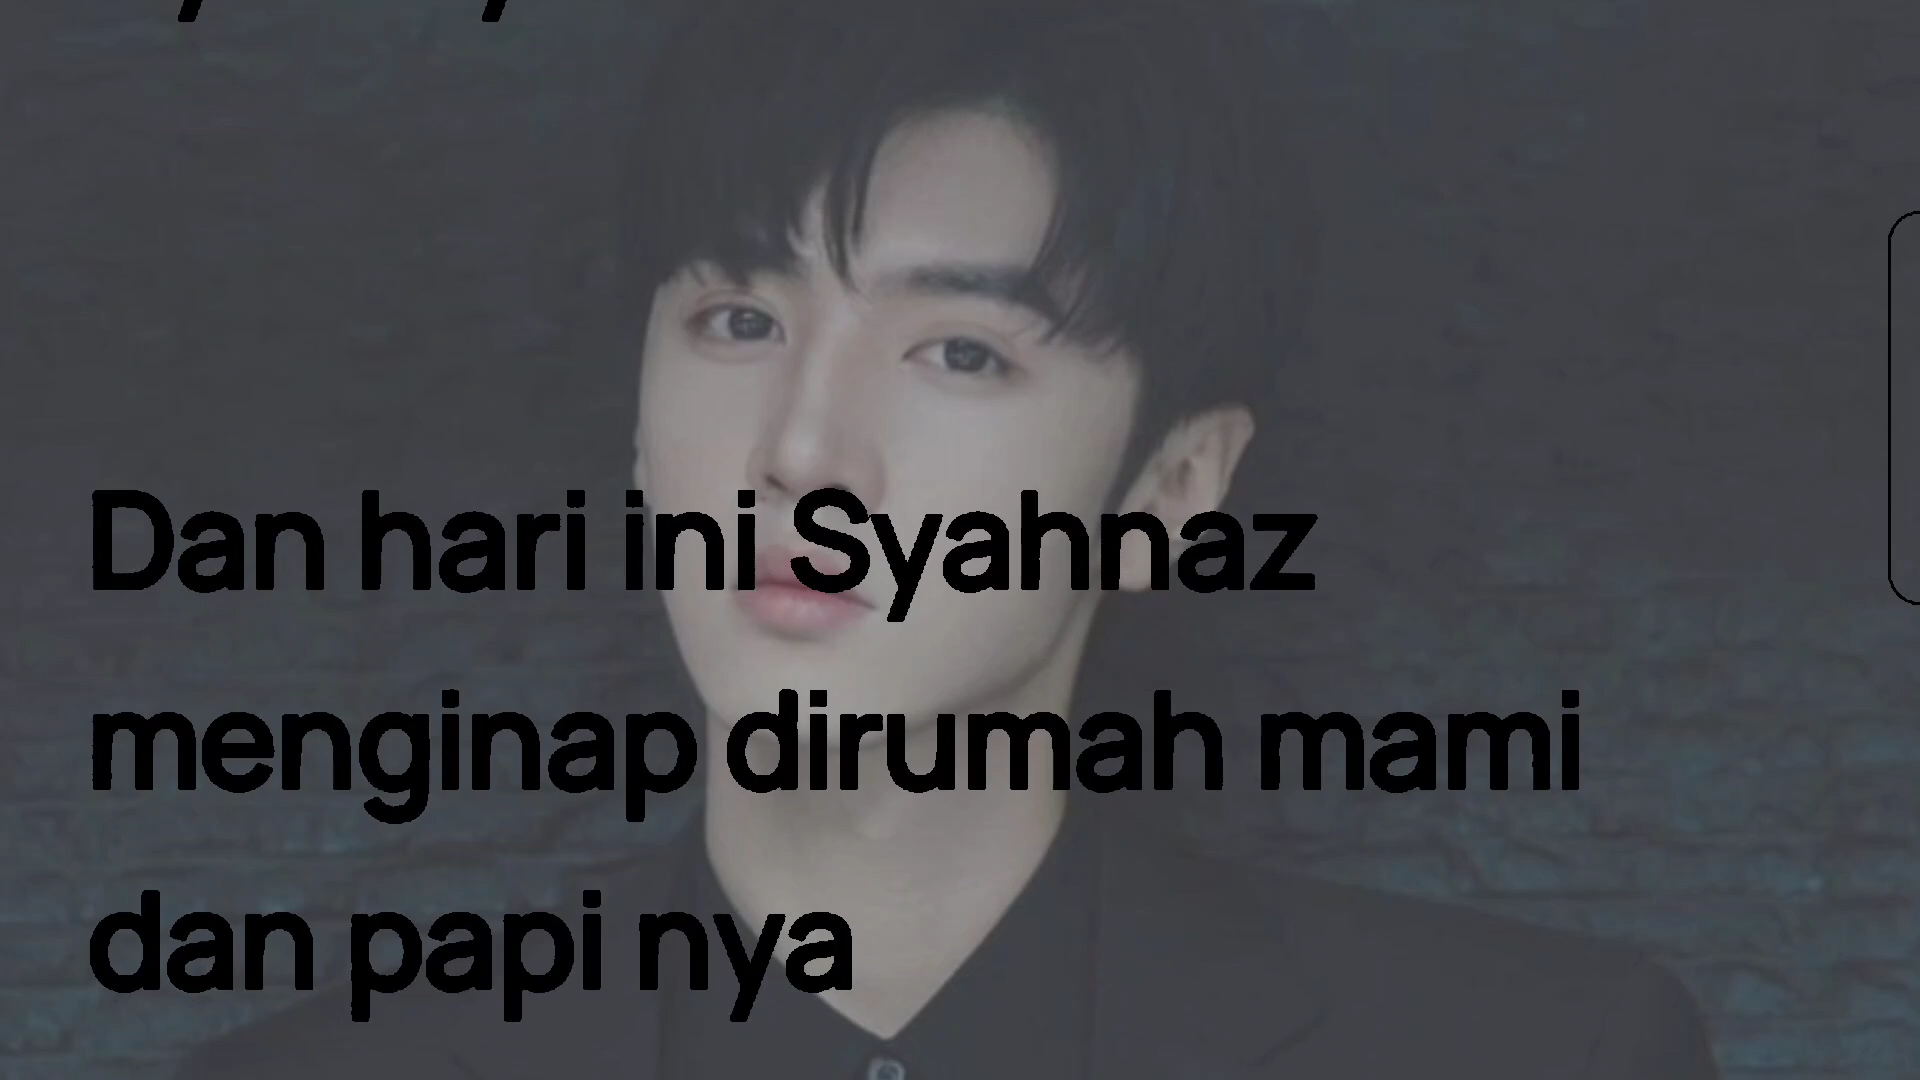 Dan hari ini Syahnaz
menginap dirumah mami
dan papi nya